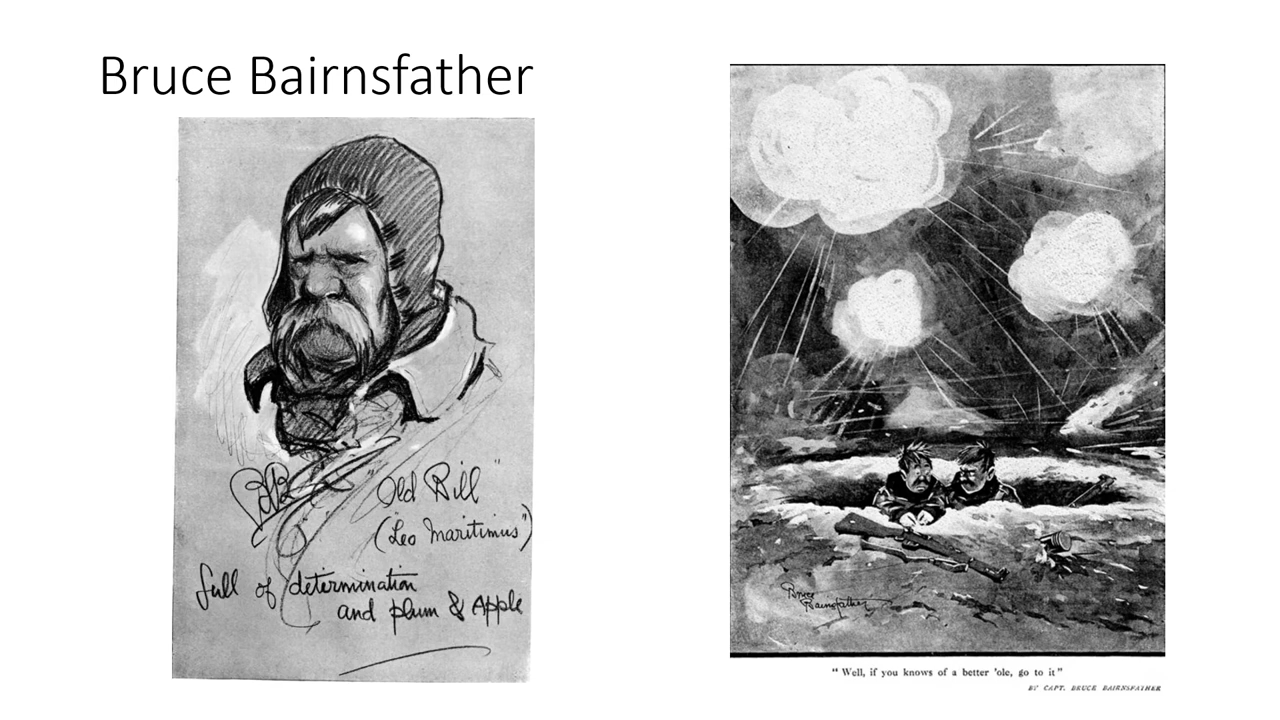 Bruce Bairnsfather
"Old Bill"
("Leo Maritimus")
full of determination
and plum & Apple
Bruce
Bairnsfather
"Well, if you knows of a better 'ole, go to it"
BY CAPT. BRUCE BAIRNSFATHER